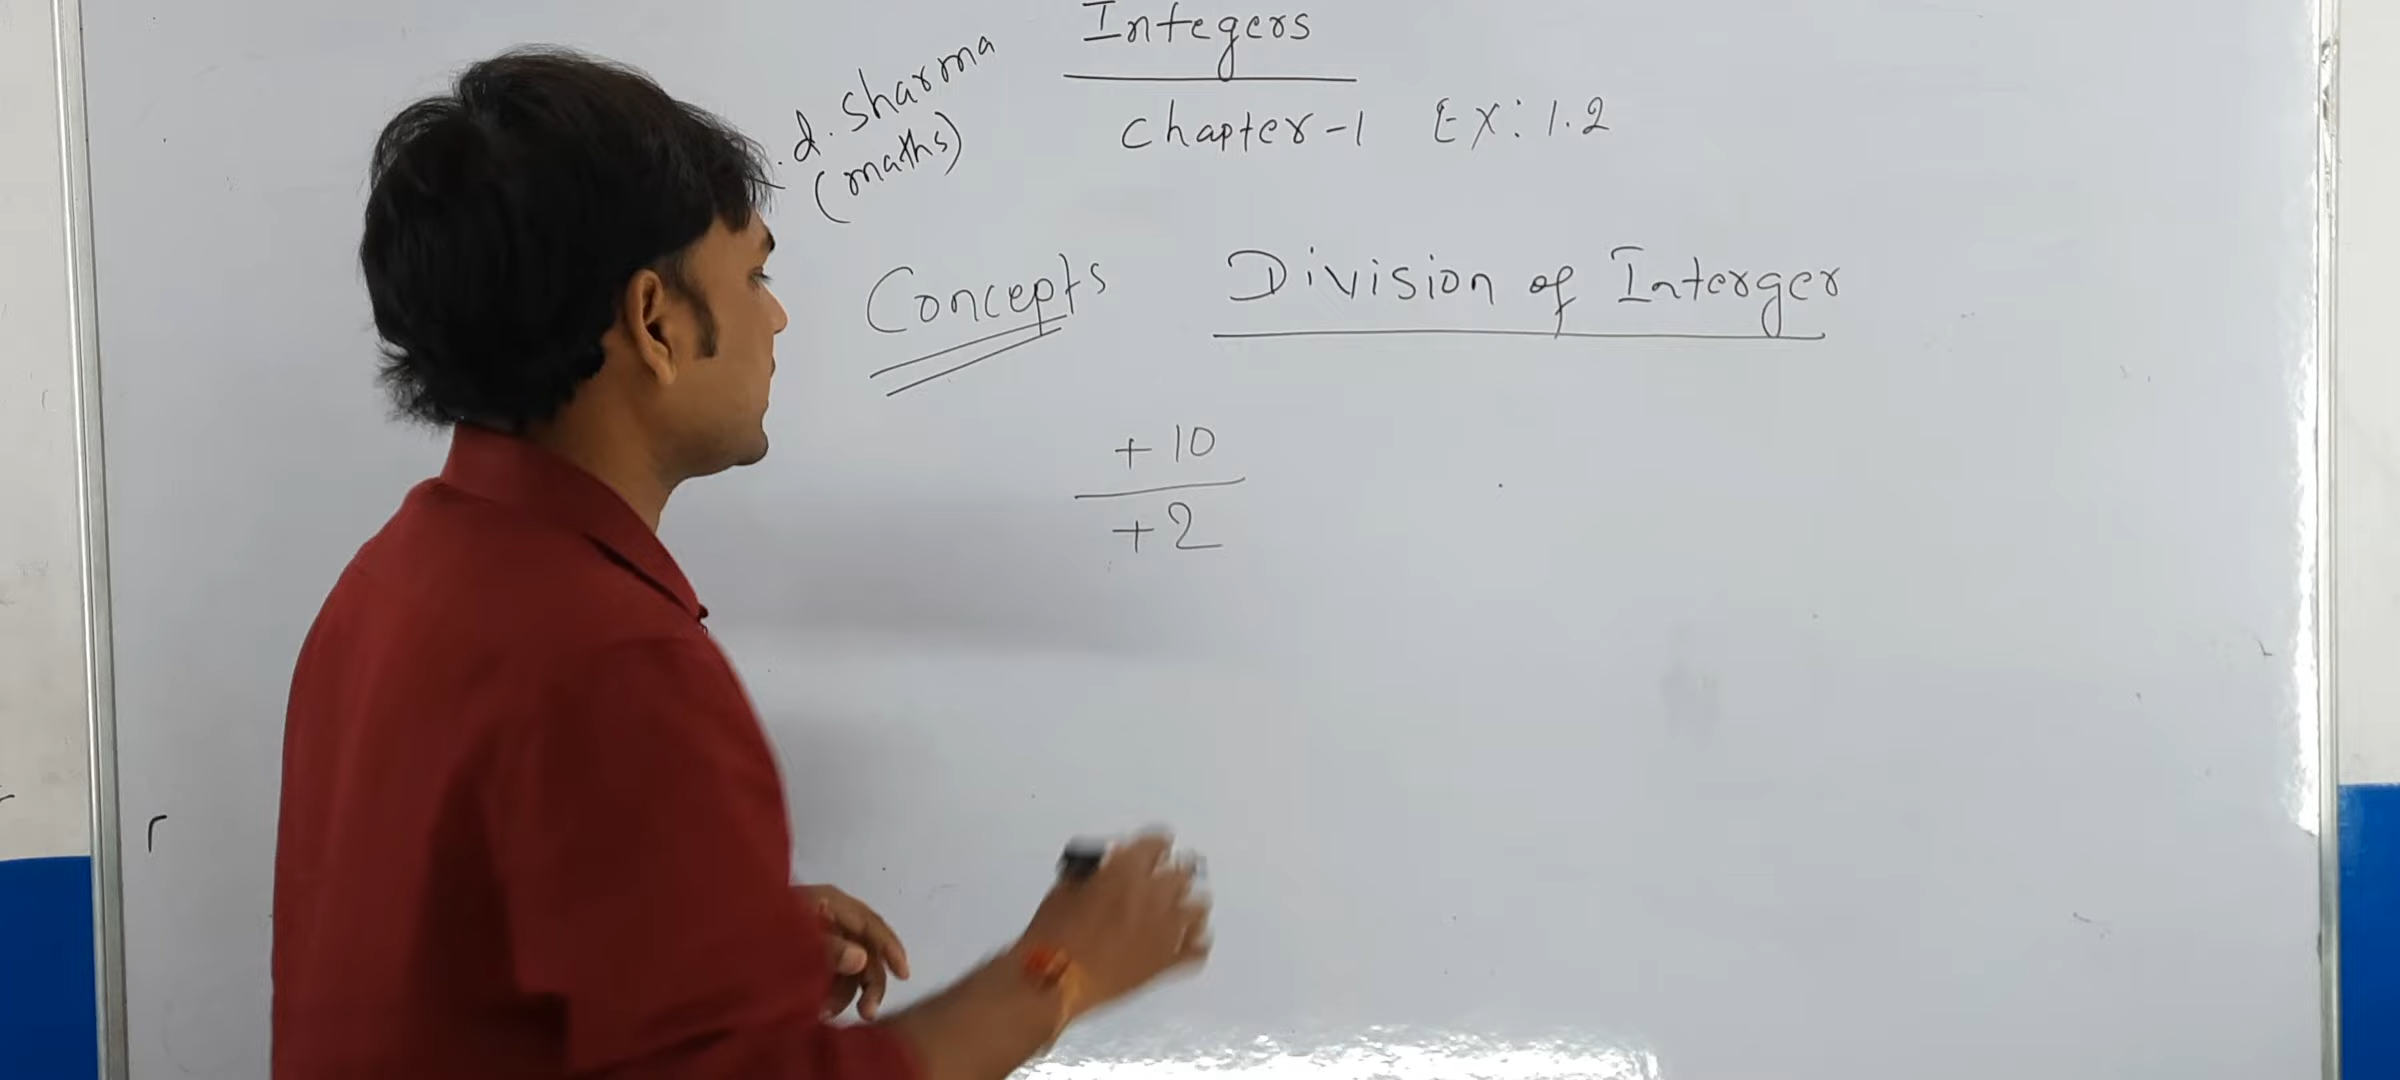 Integers
d. Sharma
(maths)
Chapter-1 Ex: 1.2
Concepts Division of Interger
+10
+2